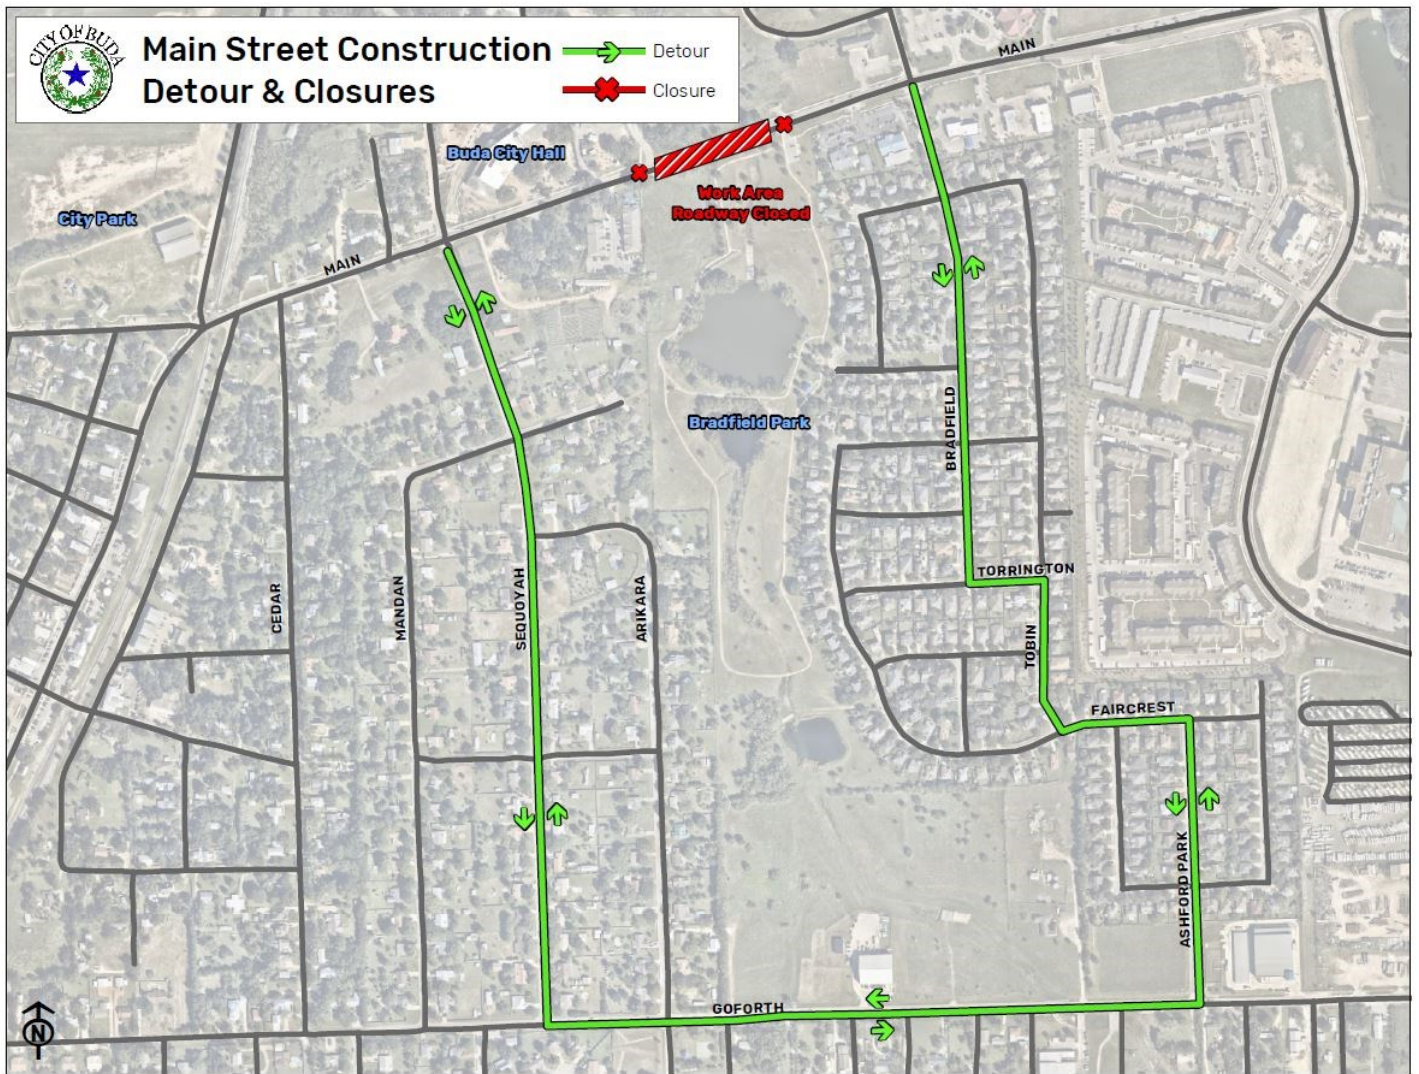 CITY OF BUDA
Main Street Construction
Detour & Closures
Detour
Closure
MAIN
Buda City Hall
Work Area
Roadway Closed
City Park
MAIN
Bradfield Park
BRADFIELD
TORRINGTON
CEDAR
MANDAN
SEQUOYAH
ARIKARA
TOBIN
FAIRCREST
ASHFORD PARK
GOFORTH
N